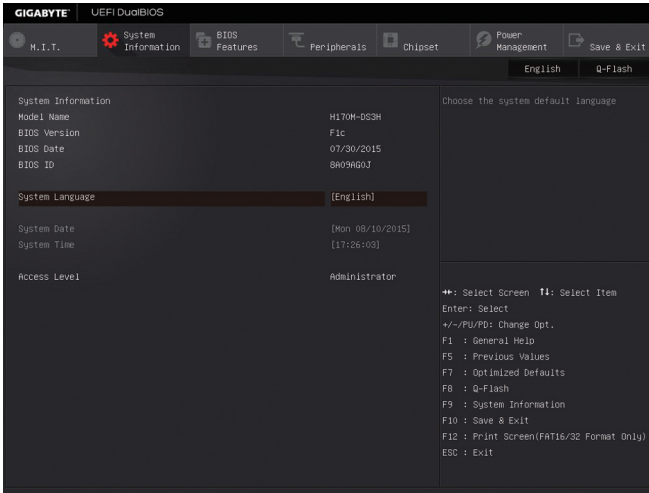 GIGABYTE™ UEFI DualBIOS
M.I.T. System Information BIOS Features Peripherals Chipset Power Management Save & Exit
English Q-Flash
System Information
Model Name H170M-DS3H
BIOS Version F1c
BIOS Date 07/30/2015
BIOS ID 8A09AG0J
System Language [English]
System Date [Mon 08/10/2015]
System Time [17:26:03]
Access Level Administrator
Choose the system default language
→←: Select Screen ↑↓: Select Item
Enter: Select
+/-/PU/PD: Change Opt.
F1 : General Help
F5 : Previous Values
F7 : Optimized Defaults
F8 : Q-Flash
F9 : System Information
F10 : Save & Exit
F12 : Print Screen(FAT16/32 Format Only)
ESC : Exit